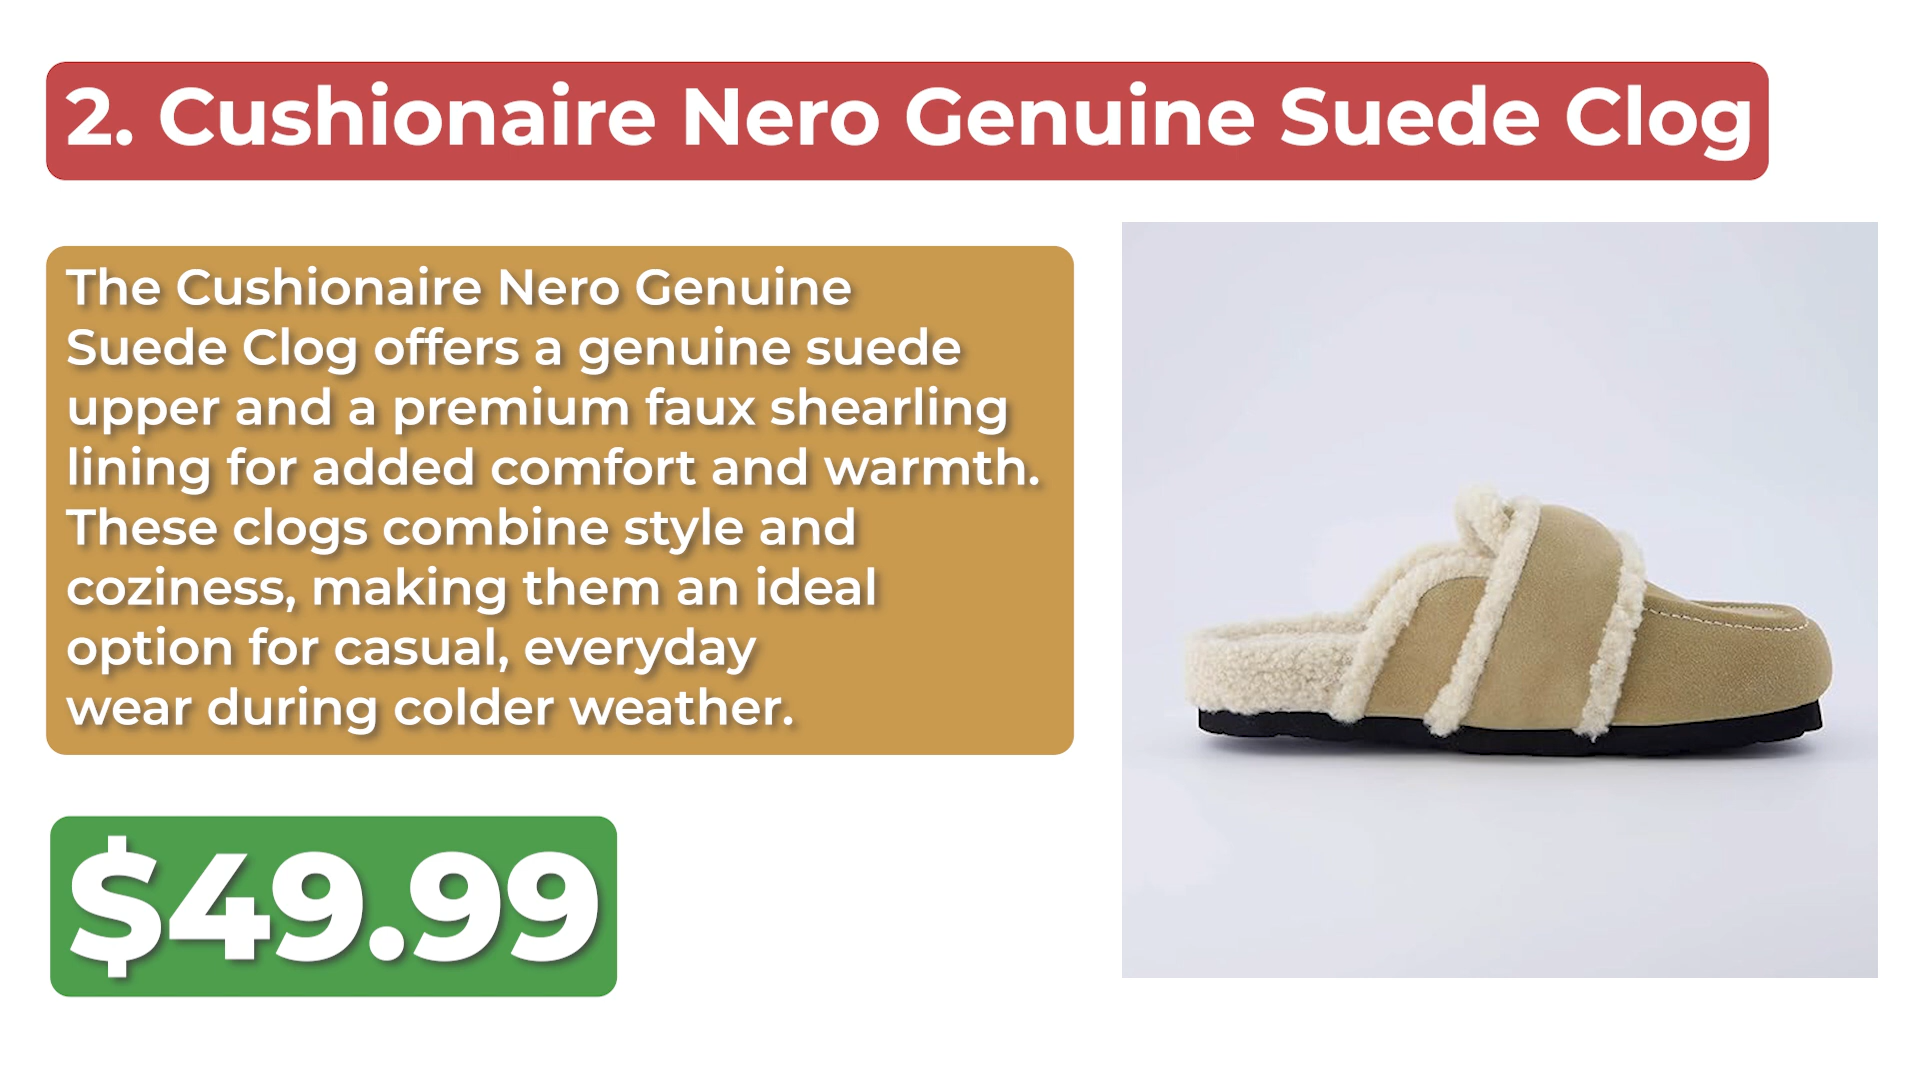 2. Cushionaire Nero Genuine Suede Clog
The Cushionaire Nero Genuine
Suede Clog offers a genuine suede
upper and a premium faux shearling
lining for added comfort and warmth.
These clogs combine style and
coziness, making them an ideal
option for casual, everyday
wear during colder weather.
$49.99